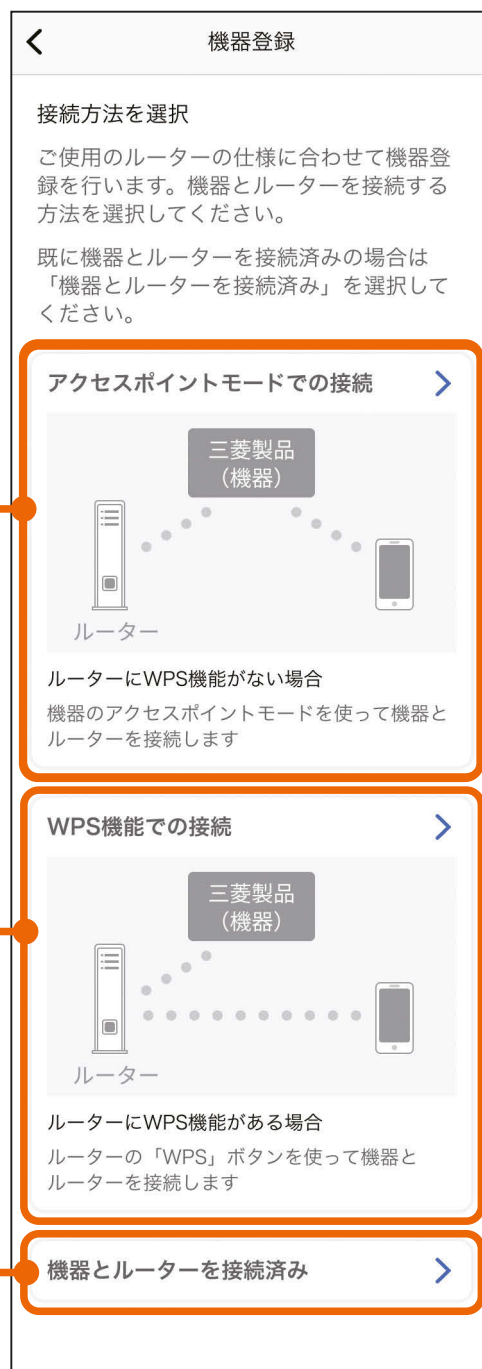 機器登録
接続方法を選択
ご使用のルーターの仕様に合わせて機器登
録を行います。機器とルーターを接続する
方法を選択してください。
既に機器とルーターを接続済みの場合は
「機器とルーターを接続済み」を選択して
ください。
アクセスポイントモードでの接続
三菱製品
（機器）
ルーター
ルーターにWPS機能がない場合
機器のアクセスポイントモードを使って機器と
ルーターを接続します
WPS機能での接続
三菱製品
（機器）
ルーター
ルーターにWPS機能がある場合
ルーターの「WPS」ボタンを使って機器と
ルーターを接続します
機器とルーターを接続済み